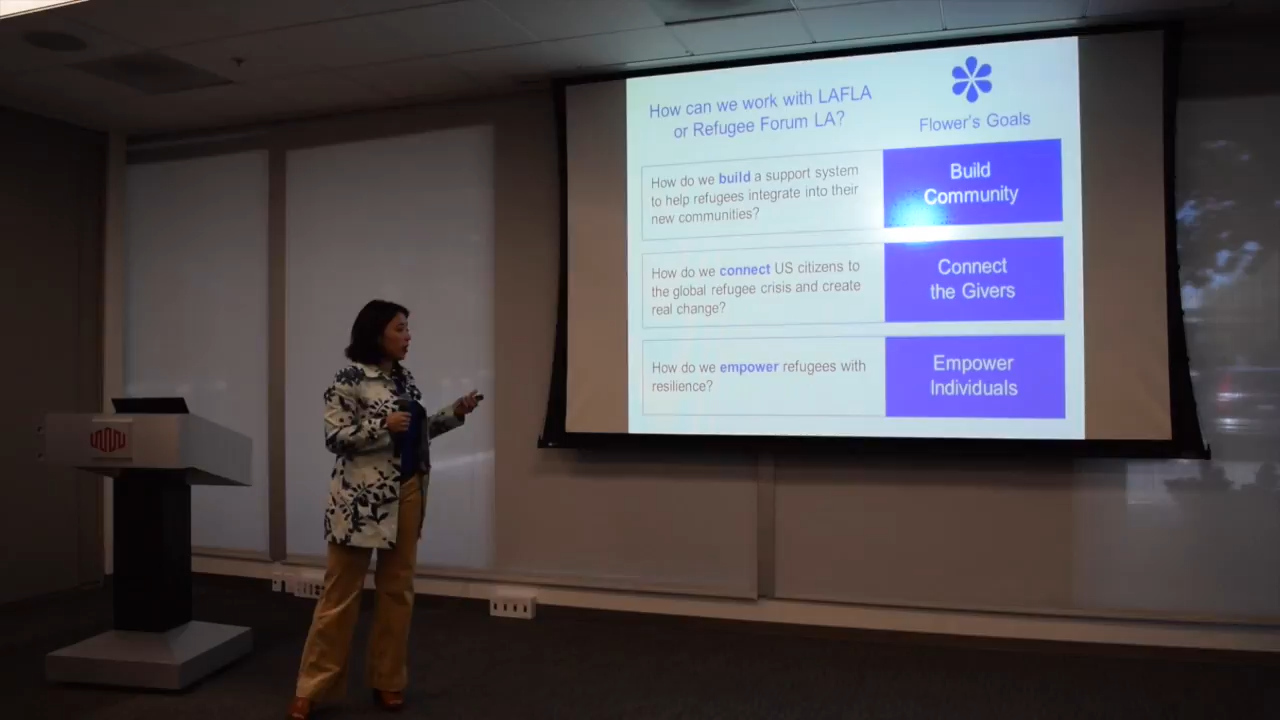 How can we work with LAFLA
or Refugee Forum LA?
Flower's Goals
How do we build a support system
to help refugees integrate into their
new communities?
Build
Community
How do we connect US citizens to
the global refugee crisis and create
real change?
Connect
the Givers
How do we empower refugees with
resilience?
Empower
Individuals